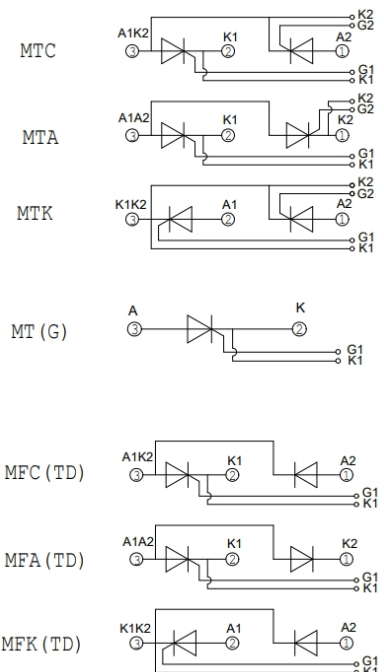 K2
G2
A1K2 K1 A2
MTC ③ ② ①
G1
K1
K2
G2
A1A2 K1 K2
MTA ③ ② ①
G1
K1
K2
G2
K1K2 A1 A2
MTK ③ ② ①
G1
K1
A K
MT(G) ③ ②
G1
K1
A1K2 K1 A2
MFC(TD) ③ ② ①
G1
K1
A1A2 K1 K2
MFA(TD) ③ ② ①
G1
K1
K1K2 A1 A2
MFK(TD) ③ ② ①
G1
K1